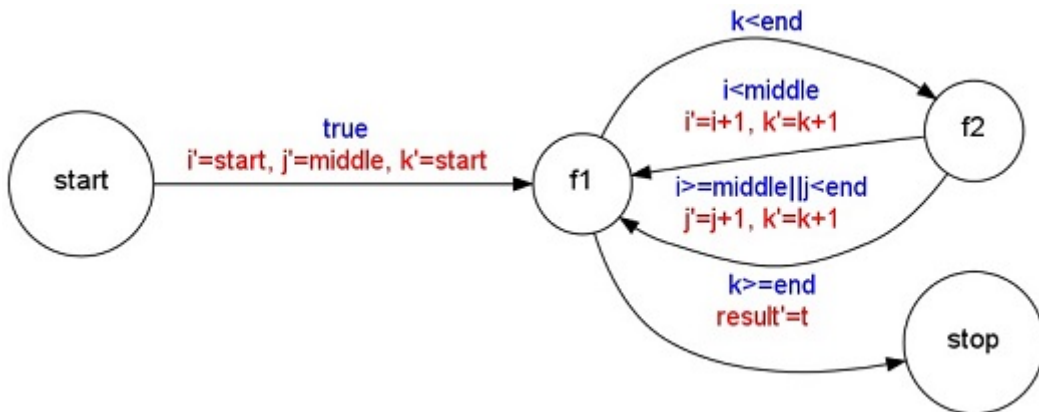 k<end
i<middle
i'=i+1, k'=k+1
f2
true
i'=start, j'=middle, k'=start
start
f1
i>=middle||j<end
j'=j+1, k'=k+1
k>=end
result'=t
stop